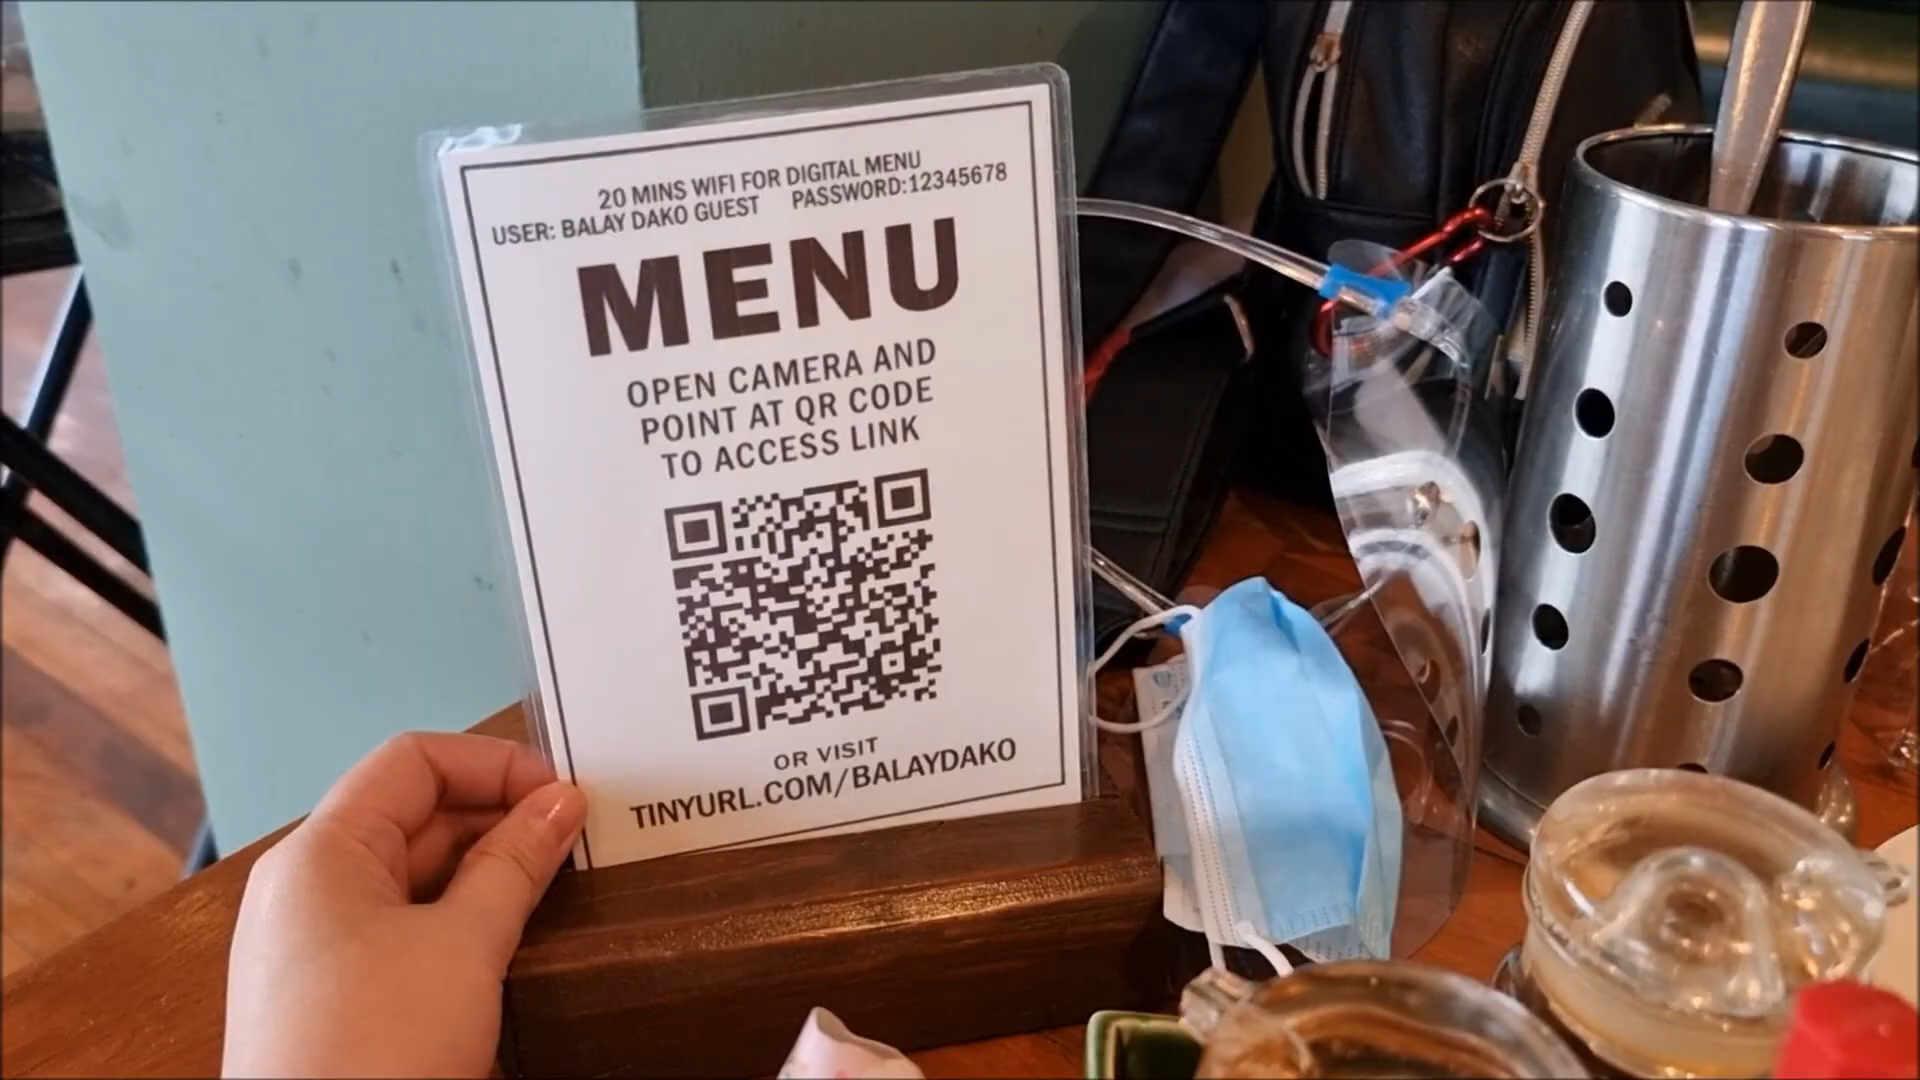 20 MINS WIFI FOR DIGITAL MENU
USER: BALAY DAKO GUEST PASSWORD:12345678
MENU
OPEN CAMERA AND
POINT AT QR CODE
TO ACCESS LINK
OR VISIT
TINYURL.COM/BALAYDAKO